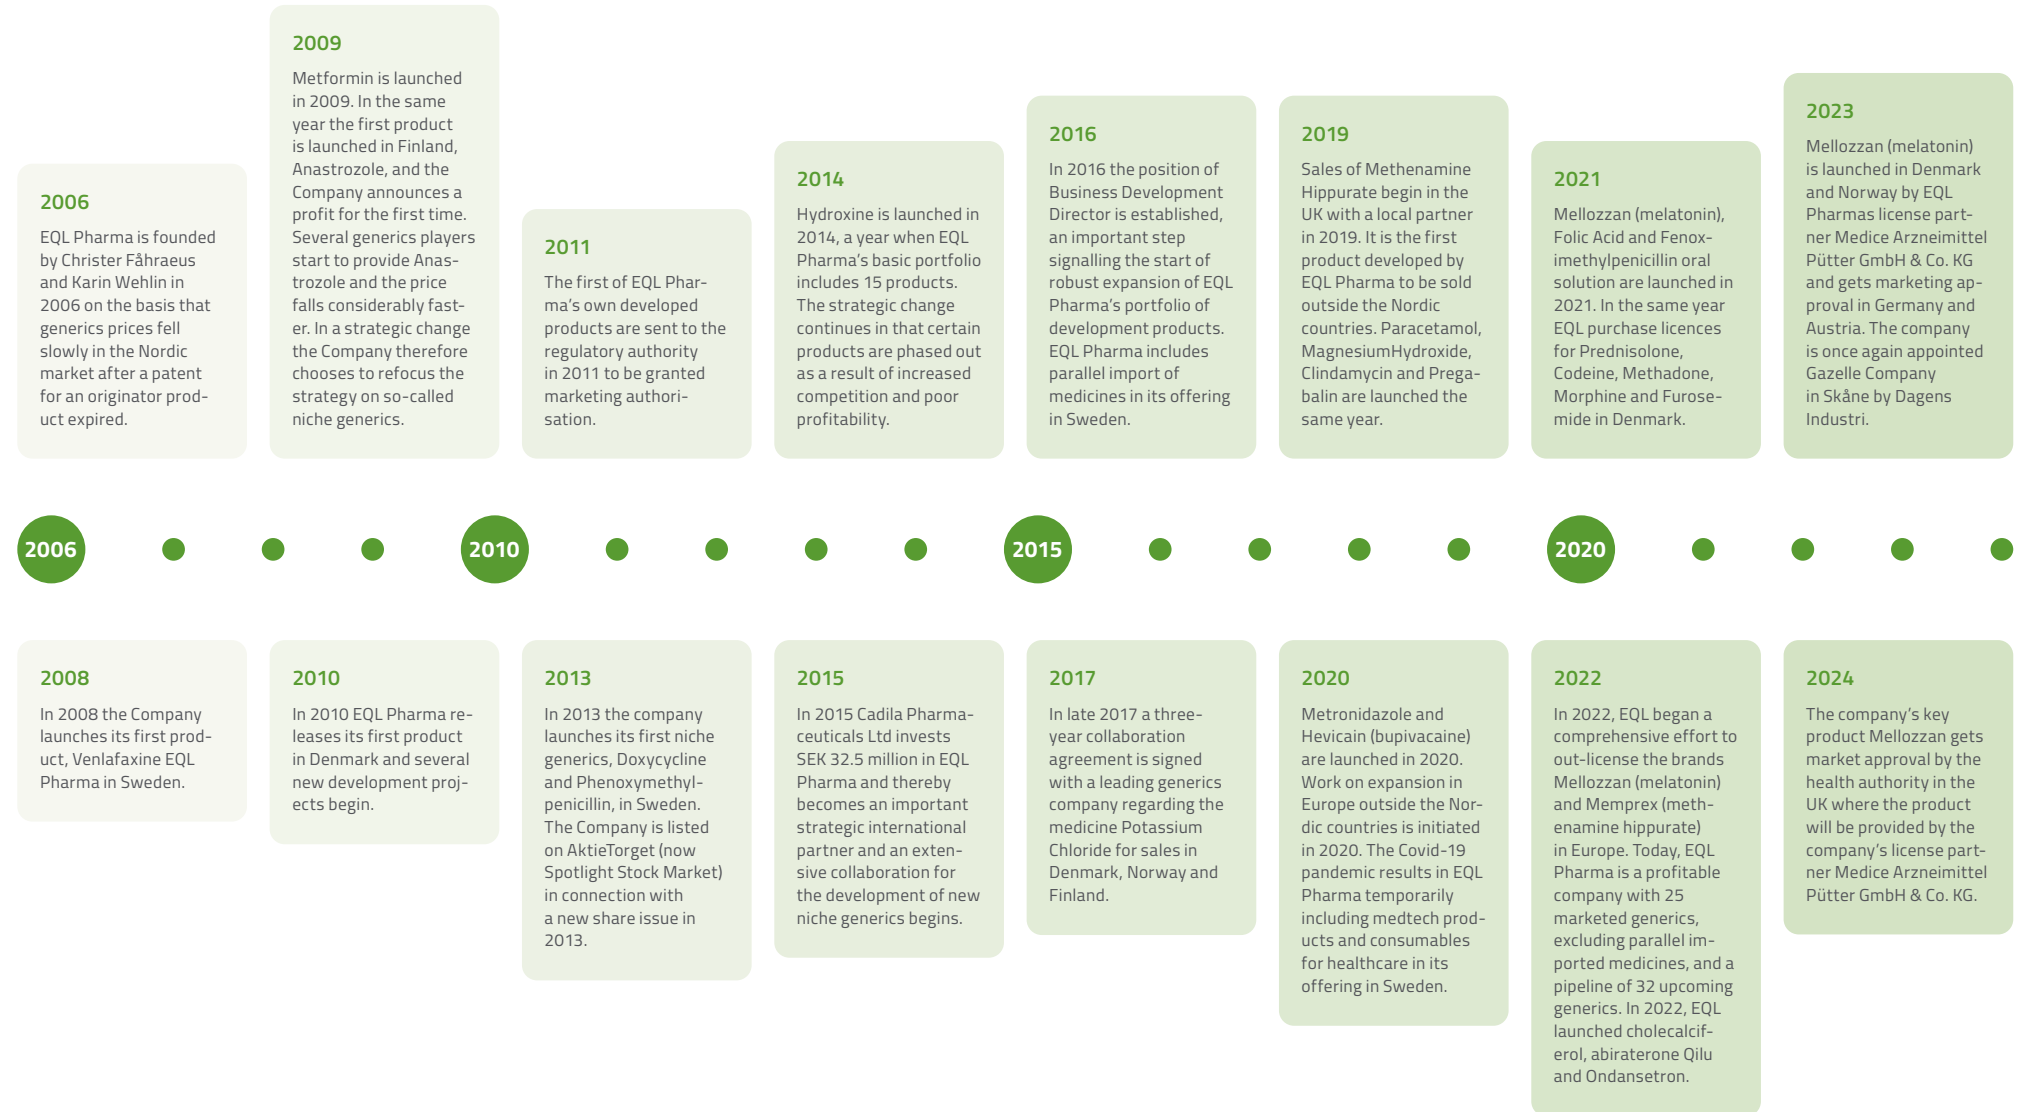 2006
EQL Pharma is founded
by Christer Fåhraeus
and Karin Wehlin in
2006 on the basis that
generics prices fell
slowly in the Nordic
market after a patent
for an originator prod-
uct expired.
2009
Metformin is launched
in 2009. In the same
year the first product
is launched in Finland,
Anastrozole, and the
Company announces a
profit for the first time.
Several generics players
start to provide Anas-
trozole and the price
falls considerably fast-
er. In a strategic change
the Company therefore
chooses to refocus the
strategy on so-called
niche generics.
2011
The first of EQL Phar-
ma’s own developed
products are sent to the
regulatory authority
in 2011 to be granted
marketing authori-
sation.
2014
Hydroxine is launched in
2014, a year when EQL
Pharma’s basic portfolio
includes 15 products.
The strategic change
continues in that certain
products are phased out
as a result of increased
competition and poor
profitability.
2016
In 2016 the position of
Business Development
Director is established,
an important step
signalling the start of
robust expansion of EQL
Pharma’s portfolio of
development products.
EQL Pharma includes
parallel import of
medicines in its offering
in Sweden.
2019
Sales of Methenamine
Hippurate begin in the
UK with a local partner
in 2019. It is the first
product developed by
EQL Pharma to be sold
outside the Nordic
countries. Paracetamol,
MagnesiumHydroxide,
Clindamycin and Prega-
balin are launched the
same year.
2021
Mellozzan (melatonin),
Folic Acid and Fenox-
imethylpenicillin oral
solution are launched in
2021. In the same year
EQL purchase licences
for Prednisolone,
Codeine, Methadone,
Morphine and Furose-
mide in Denmark.
2023
Mellozzan (melatonin)
is launched in Denmark
and Norway by EQL
Pharmas license part-
ner Medice Arzneimittel
Pütter GmbH & Co. KG
and gets marketing ap-
proval in Germany and
Austria. The company
is once again appointed
Gazelle Company
in Skåne by Dagens
Industri.
2006
2010
2015
2020
2008
In 2008 the Company
launches its first prod-
uct, Venlafaxine EQL
Pharma in Sweden.
2010
In 2010 EQL Pharma re-
leases its first product
in Denmark and several
new development proj-
ects begin.
2013
In 2013 the company
launches its first niche
generics, Doxycycline
and Phenoxymethyl-
penicillin, in Sweden.
The Company is listed
on AktieTorget (now
Spotlight Stock Market)
in connection with
a new share issue in
2013.
2015
In 2015 Cadila Pharma-
ceuticals Ltd invests
SEK 32.5 million in EQL
Pharma and thereby
becomes an important
strategic international
partner and an exten-
sive collaboration for
the development of new
niche generics begins.
2017
In late 2017 a three-
year collaboration
agreement is signed
with a leading generics
company regarding the
medicine Potassium
Chloride for sales in
Denmark, Norway and
Finland.
2020
Metronidazole and
Hevicain (bupivacaine)
are launched in 2020.
Work on expansion in
Europe outside the Nor-
dic countries is initiated
in 2020. The Covid-19
pandemic results in EQL
Pharma temporarily
including medtech prod-
ucts and consumables
for healthcare in its
offering in Sweden.
2022
In 2022, EQL began a
comprehensive effort to
out-license the brands
Mellozzan (melatonin)
and Memprex (meth-
enamine hippurate)
in Europe. Today, EQL
Pharma is a profitable
company with 25
marketed generics,
excluding parallel im-
ported medicines, and a
pipeline of 32 upcoming
generics. In 2022, EQL
launched cholecalcif-
erol, abiraterone Qilu
and Ondansetron.
2024
The company’s key
product Mellozzan gets
market approval by the
health authority in the
UK where the product
will be provided by the
company’s license part-
ner Medice Arzneimittel
Pütter GmbH & Co. KG.